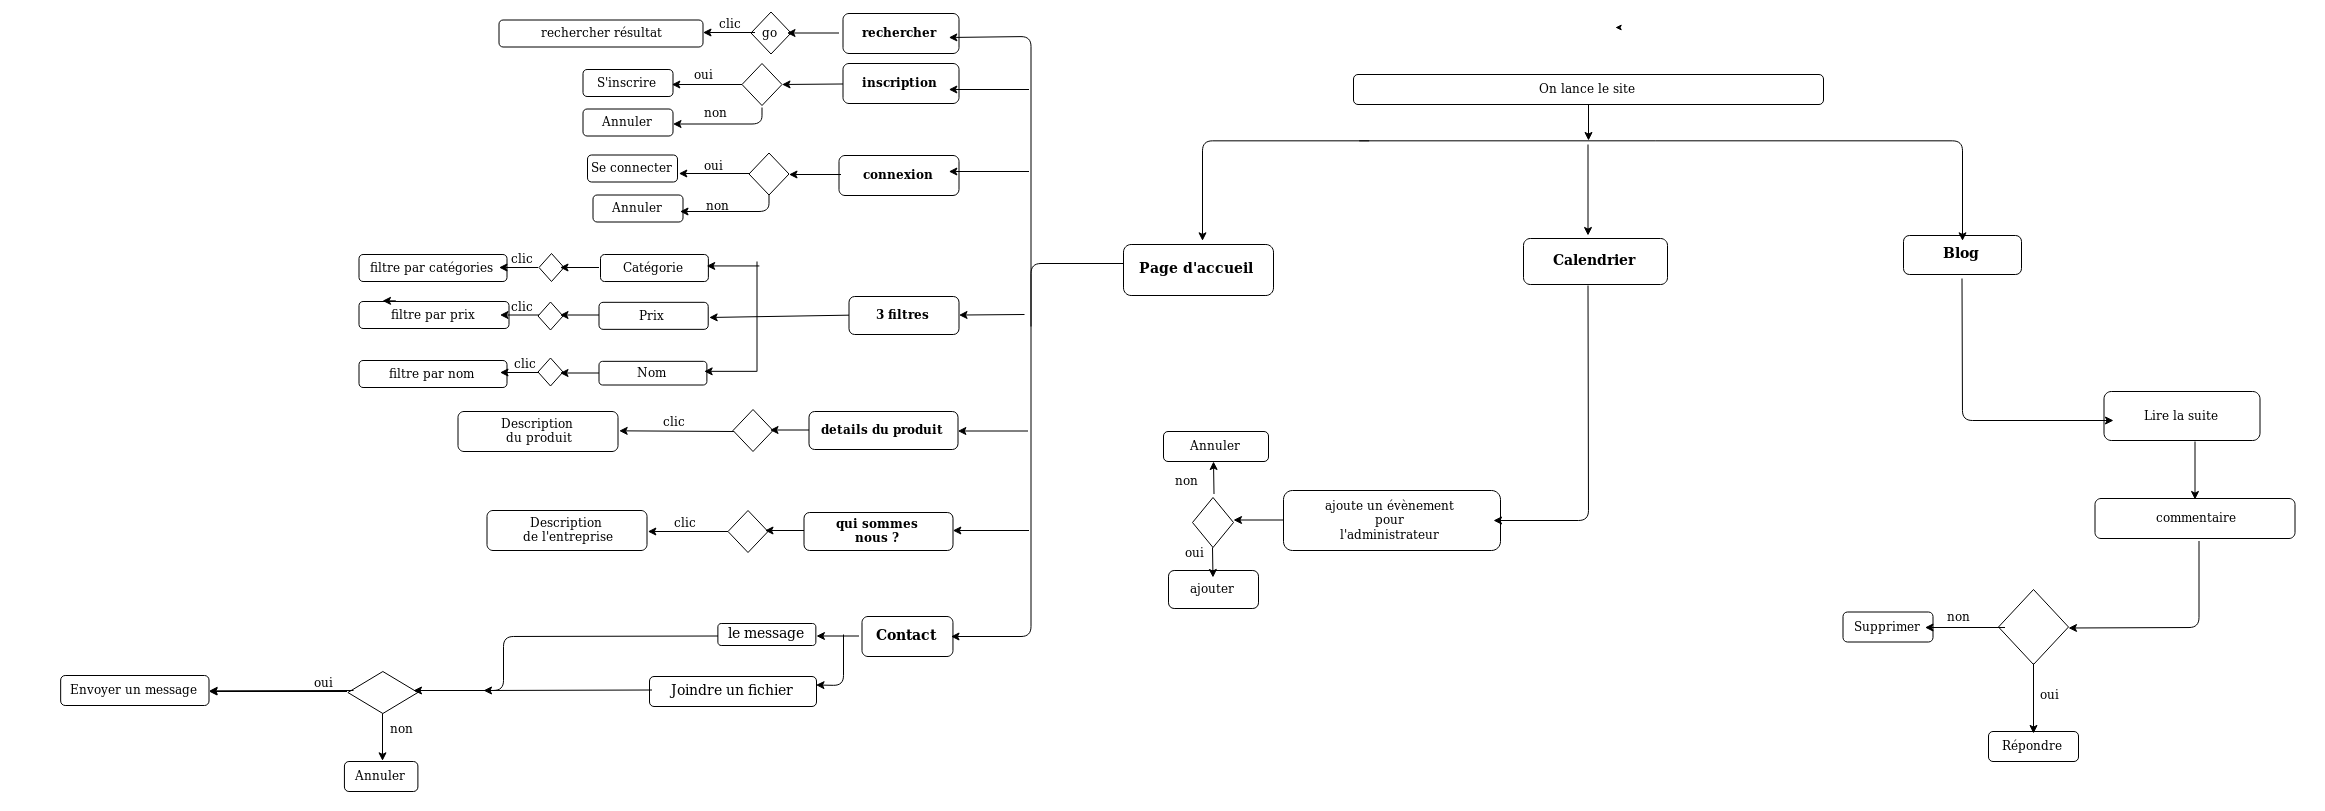 On lance le site
Page d'accueil
Calendrier
Blog
rechercher
go
clic
rechercher résultat
inscription
oui
S'inscrire
non
Annuler
connexion
oui
Se connecter
non
Annuler
3 filtres
Catégorie
clic
filtre par catégories
Prix
clic
filtre par prix
Nom
clic
filtre par nom
details du produit
clic
Description
du produit
qui sommes
nous ?
clic
Description
de l'entreprise
Contact
le message
Joindre un fichier
oui
Envoyer un message
non
Annuler
ajoute un évènement
pour
l'administrateur
non
Annuler
oui
ajouter
Lire la suite
commentaire
non
Supprimer
oui
Répondre